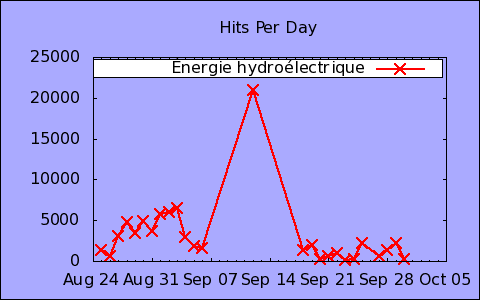 Hits Per Day
25000
Energie hydroélectrique
20000
15000
10000
5000
0
Aug 24 Aug 31 Sep 07 Sep 14 Sep 21 Sep 28 Oct 05